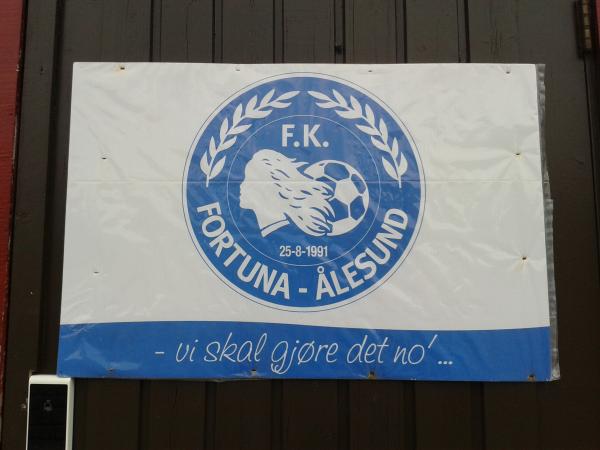 F.K.
25-8-1991
FORTUNA - ÅLESUND
- vi skal gjøre det no'...